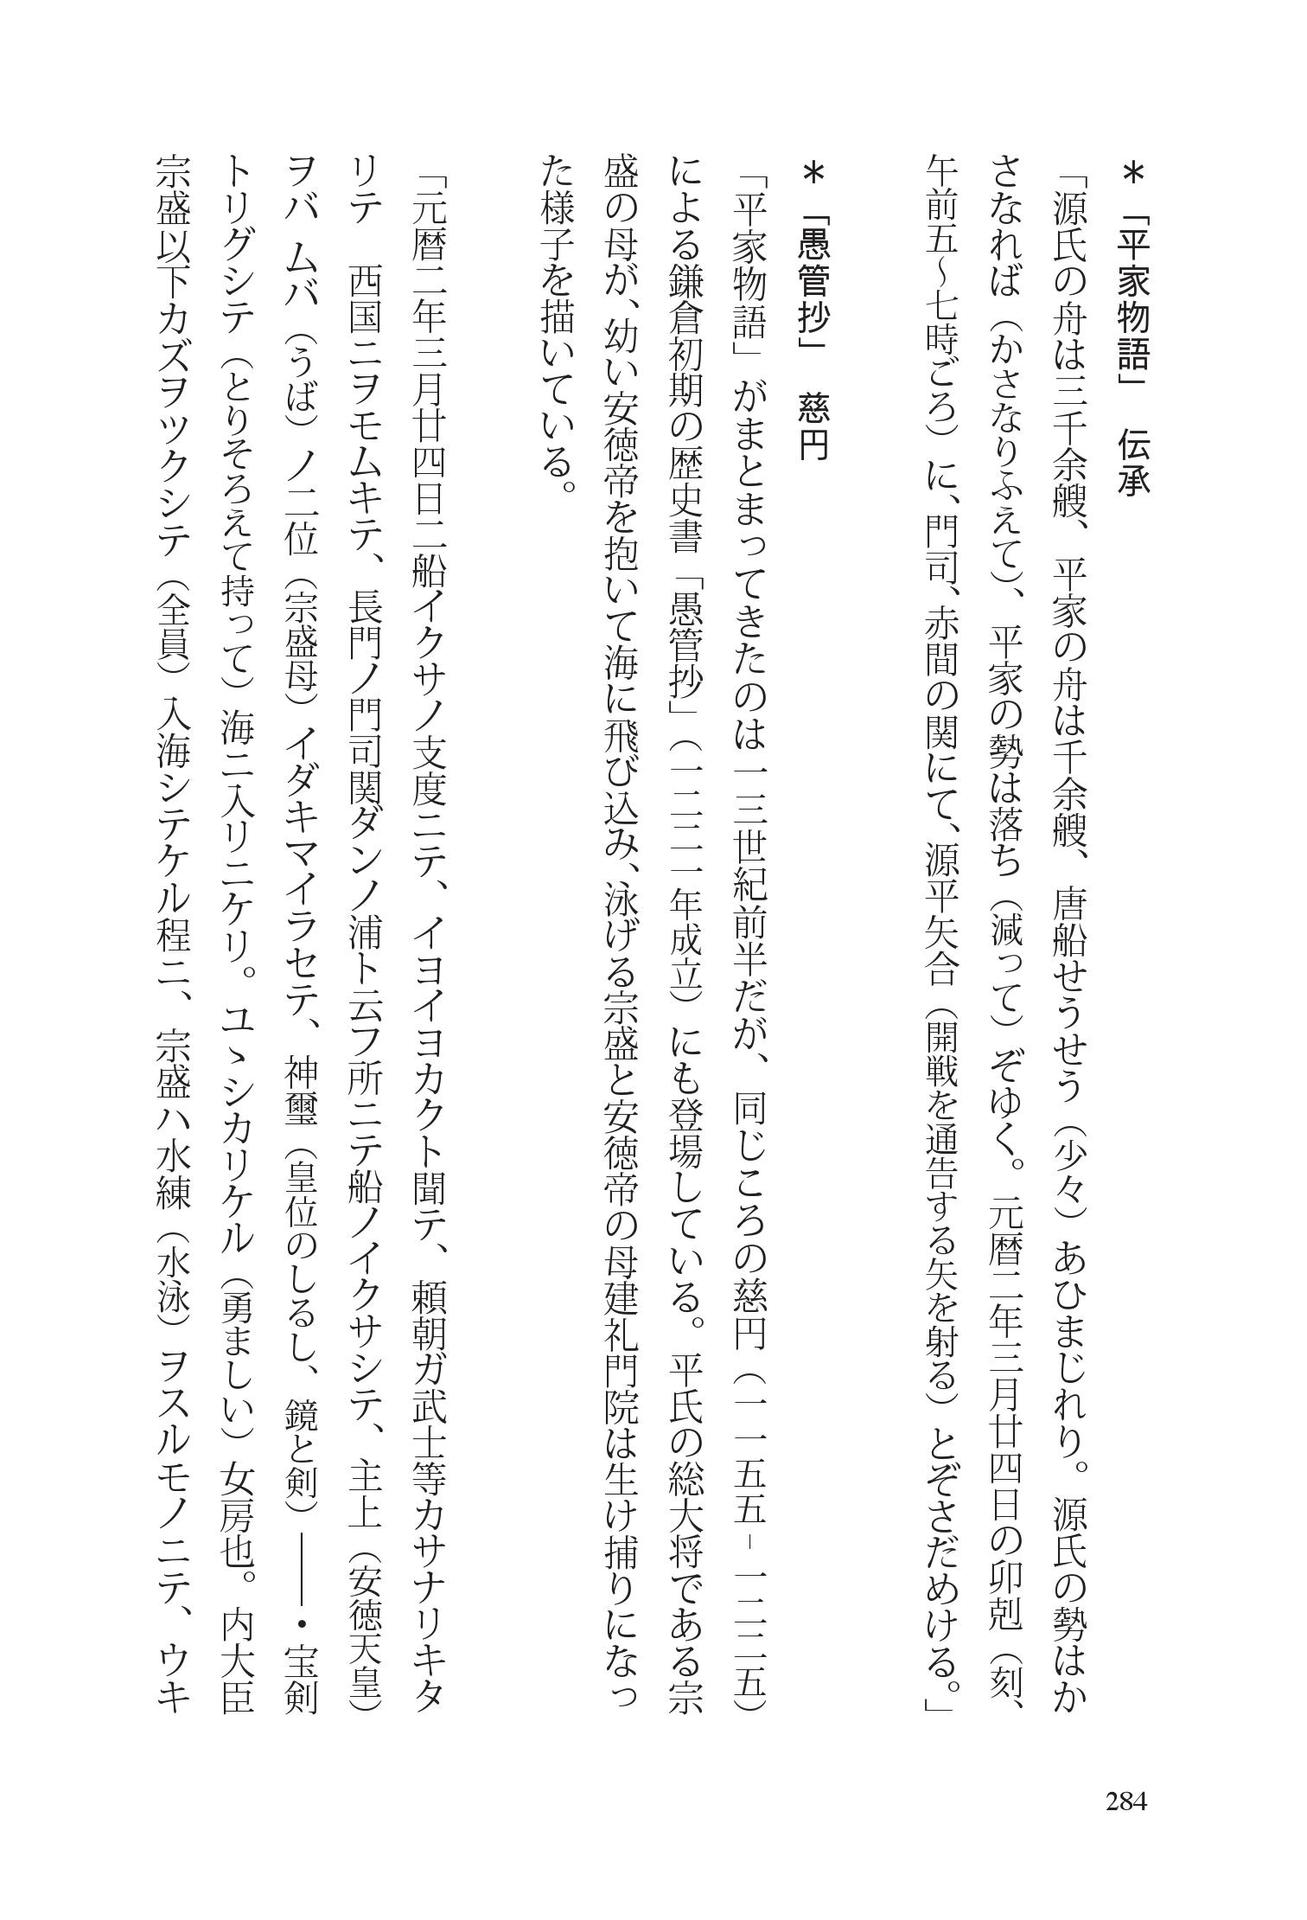 ＊「平家物語」　伝承
「源氏の舟は三千余艘、平家の舟は千余艘、唐船せうせう（少々）あひまじれり。源氏の勢はか
さなれば（かさなりふえて）、平家の勢は落ち（減って）ぞゆく。元暦二年三月廿四日の卯剋（刻、
午前五～七時ごろ）に、門司、赤間の関にて、源平矢合（開戦を通告する矢を射る）とぞさだめける。」
＊「愚管抄」　慈円
「平家物語」がまとまってきたのは一三世紀前半だが、同じころの慈円（一一五五－一二二五）
による鎌倉初期の歴史書「愚管抄」（一二二一年成立）にも登場している。平氏の総大将である宗
盛の母が、幼い安徳帝を抱いて海に飛び込み、泳げる宗盛と安徳帝の母建礼門院は生け捕りになっ
た様子を描いている。
「元暦二年三月廿四日ニ船イクサノ支度ニテ、イヨイヨカクト聞テ、頼朝ガ武士等カサナリキタ
リテ　西国ニヲモムキテ、長門ノ門司関ダンノ浦ト云フ所ニテ船ノイクサシテ、主上（安徳天皇）
ヲバ ムバ（うば）ノ二位（宗盛母）イダキマイラセテ、神璽（皇位のしるし、鏡と剣）――・宝剣
トリグシテ（とりそろえて持って）海ニ入リニケリ。ユヽシカリケル（勇ましい）女房也。内大臣
宗盛以下カズヲツクシテ（全員）入海シテケル程ニ、宗盛ハ水練（水泳）ヲスルモノニテ、ウキ
284